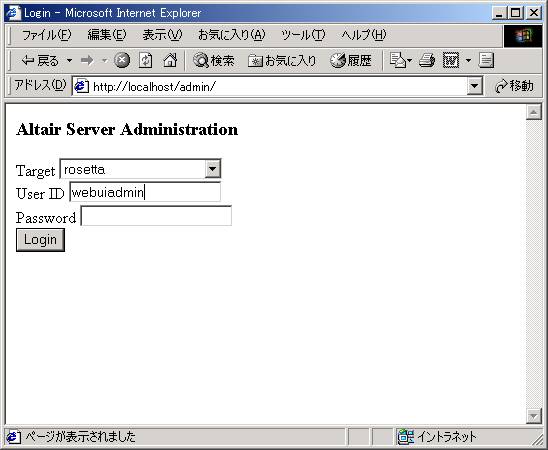 Login - Microsoft Internet Explorer
ファイル(F) 編集(E) 表示(V) お気に入り(A) ツール(T) ヘルプ(H)
戻る 検索 お気に入り 履歴
アドレス(D) http://localhost/admin/ 移動
Altair Server Administration
Target rosetta
User ID webuiadmin
Password
Login
ページが表示されました イントラネット